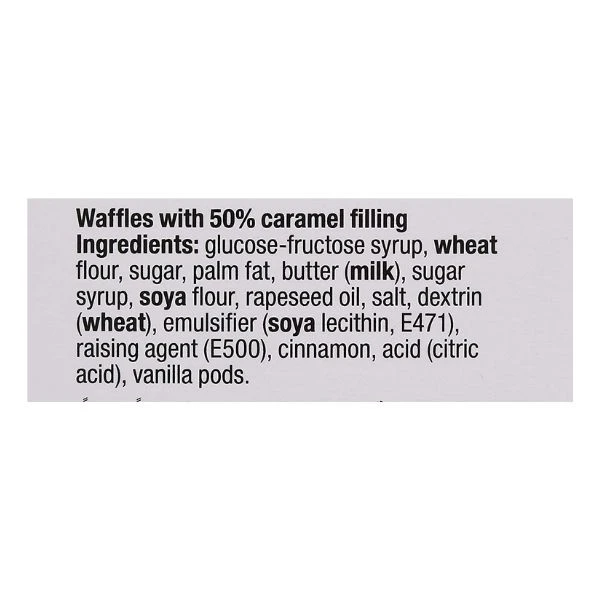 Waffles with 50% caramel filling
Ingredients: glucose-fructose syrup, wheat
flour, sugar, palm fat, butter (milk), sugar
syrup, soya flour, rapeseed oil, salt, dextrin
(wheat), emulsifier (soya lecithin, E471),
raising agent (E500), cinnamon, acid (citric
acid), vanilla pods.